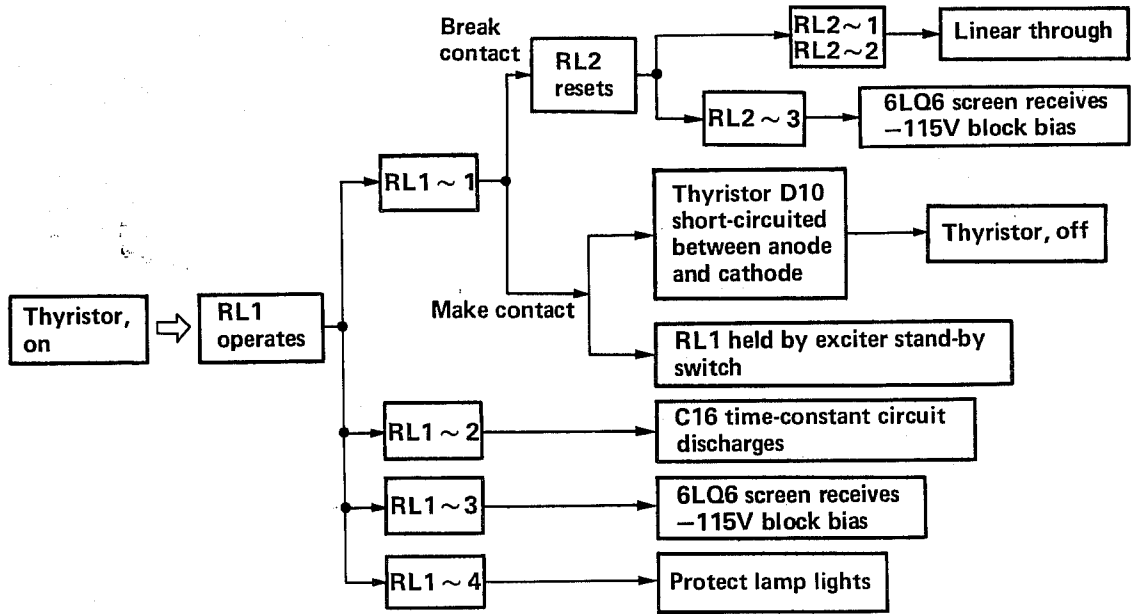 Break
contact
RL2
resets
RL2~1
RL2~2
Linear through
RL2~3
6LQ6 screen receives
−115V block bias
RL1~1
Thyristor D10
short-circuited
between anode
and cathode
Thyristor, off
Make contact
RL1 held by exciter stand-by
switch
Thyristor,
on
RL1
operates
RL1~2
C16 time-constant circuit
discharges
RL1~3
6LQ6 screen receives
−115V block bias
RL1~4
Protect lamp lights